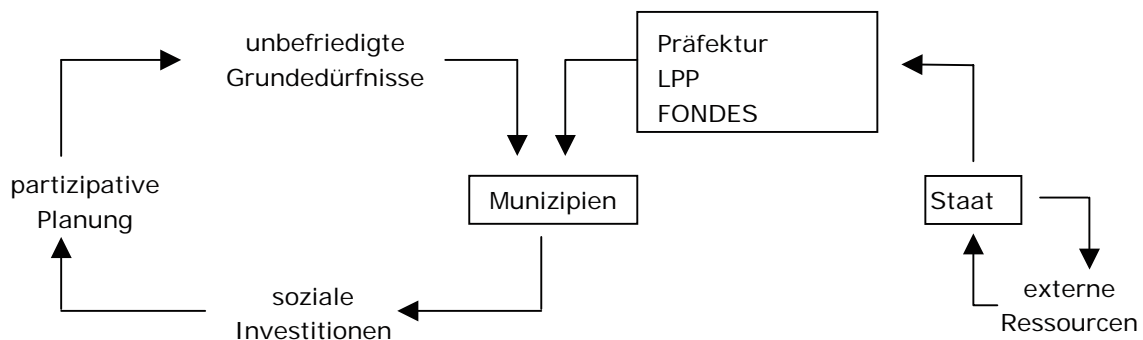 unbefriedigte
Grundedürfnisse
Präfektur
LPP
FONDES
partizipative
Planung
Munizipien
Staat
soziale
Investitionen
externe
Ressourcen